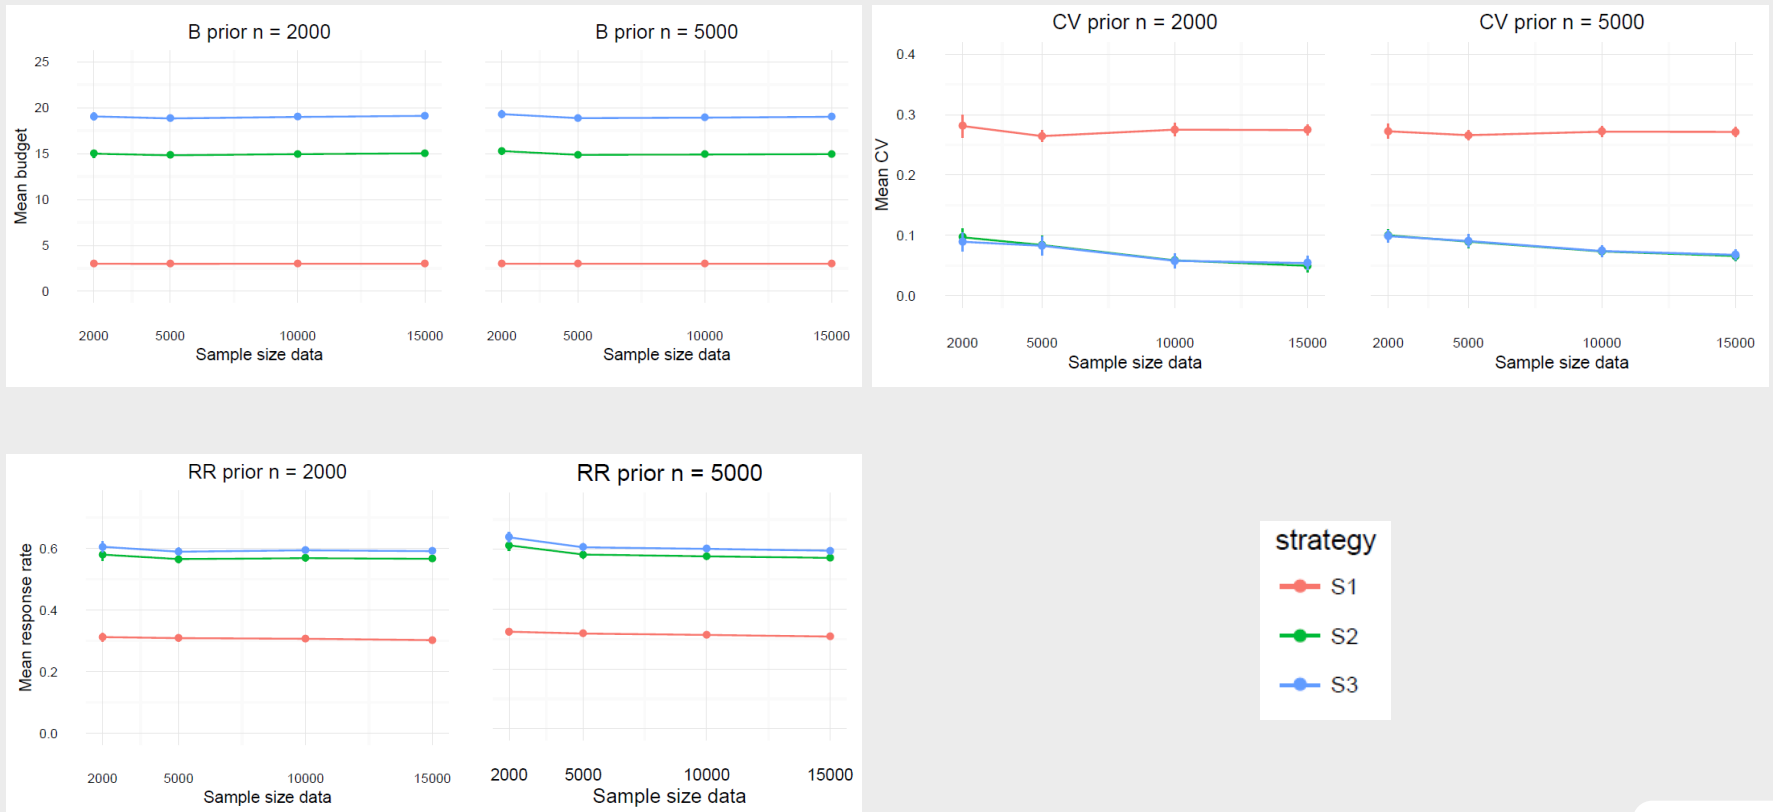 B prior n = 2000
B prior n = 5000
Mean budget
25
20
15
10
5
0
2000 5000 10000 15000
Sample size data
2000 5000 10000 15000
Sample size data
CV prior n = 2000
CV prior n = 5000
Mean CV
0.4
0.3
0.2
0.1
0.0
2000 5000 10000 15000
Sample size data
2000 5000 10000 15000
Sample size data
RR prior n = 2000
RR prior n = 5000
Mean response rate
0.6
0.4
0.2
0.0
2000 5000 10000 15000
Sample size data
2000 5000 10000 15000
Sample size data
strategy
S1
S2
S3